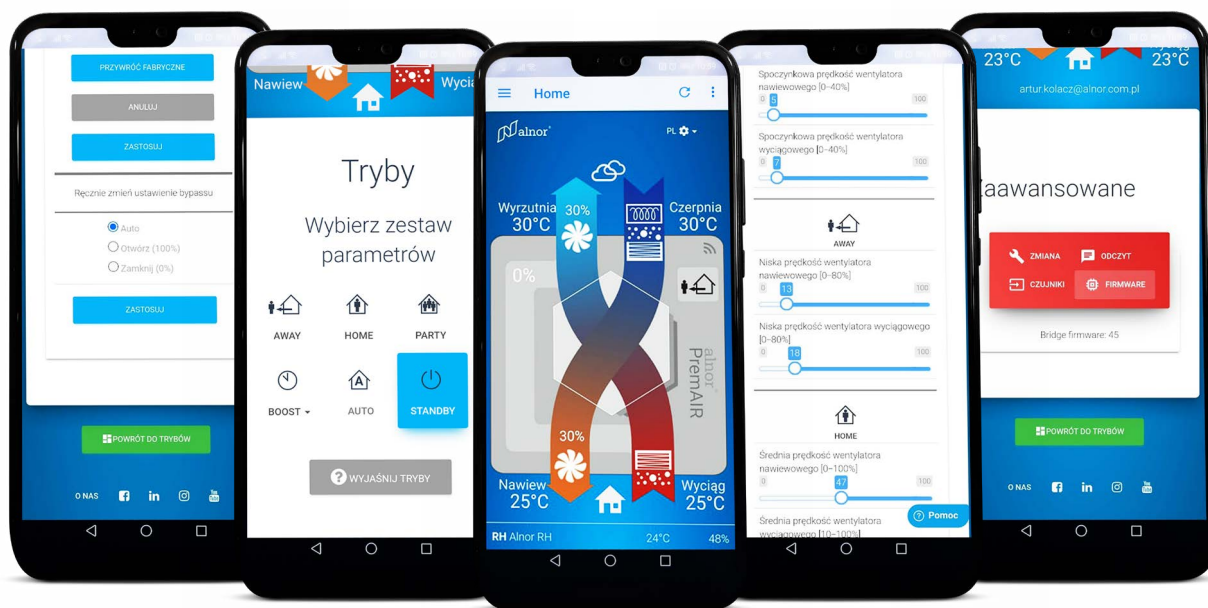 PRZYWRÓĆ FABRYCZNE
ANULUJ
ZASTOSUJ
Ręcznie zmień ustawienie bypassu
Auto
Otwórz (100%)
Zamknij (0%)
ZASTOSUJ
POWRÓT DO TRYBÓW
O NAS
Nawiew
Tryby
Wybierz zestaw
parametrów
AWAY
HOME
PARTY
BOOST
AUTO
STANDBY
WYJAŚNIJ TRYBY
Home
alnor
PL
Wyrzutnia
30°C
30%
Czerpnia
30°C
0%
alnor
PremAIR
30%
Nawiew
25°C
Wyciąg
25°C
RH Alnor RH 24°C 48%
Spoczynkowa prędkość wentylatora
nawiewowego [0-40%]
0 5 100
Spoczynkowa prędkość wentylatora
wyciągowego [0-40%]
0 7 100
AWAY
Niska prędkość wentylatora
nawiewowego [0-80%]
0 13 100
Niska prędkość wentylatora wyciągowego
[0-80%]
0 18 100
HOME
Średnia prędkość wentylatora
nawiewowego [0-100%]
0 47 100
Średnia prędkość wentylatora
wyciągowego [10-100%]
Pomoc
23°C
23°C
artur.kolacz@alnor.com.pl
aawansowane
ZMIANA
ODCZYT
CZUJNIKI
FIRMWARE
Bridge firmware: 45
POWRÓT DO TRYBÓW
O NAS